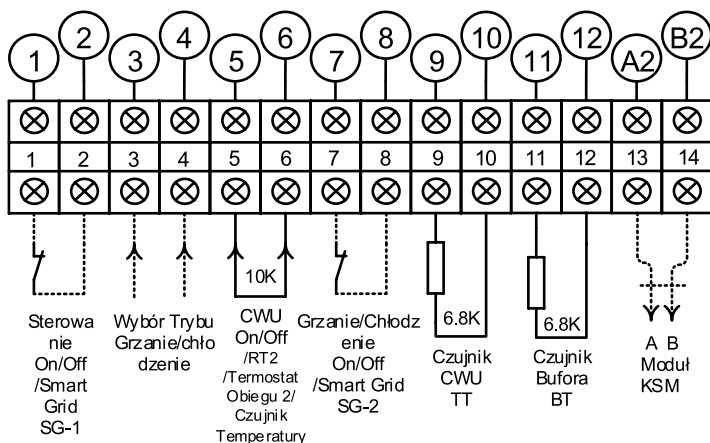 1 2 3 4 5 6 7 8 9 10 11 12 A2 B2
1 2 3 4 5 6 7 8 9 10 11 12 13 14
10K
6.8K
6.8K
Sterowa
nie
On/Off
/Smart
Grid
SG-1
Wybór Trybu
Grzanie/chło
dzenie
CWU
On/Off
/RT2
/Termostat
Obiegu 2/
Czujnik
Temperatury
Grzanie/Chłodz
enie
On/Off
/Smart Grid
SG-2
Czujnik
CWU
TT
Czujnik
Bufora
BT
A B
Moduł
KSM